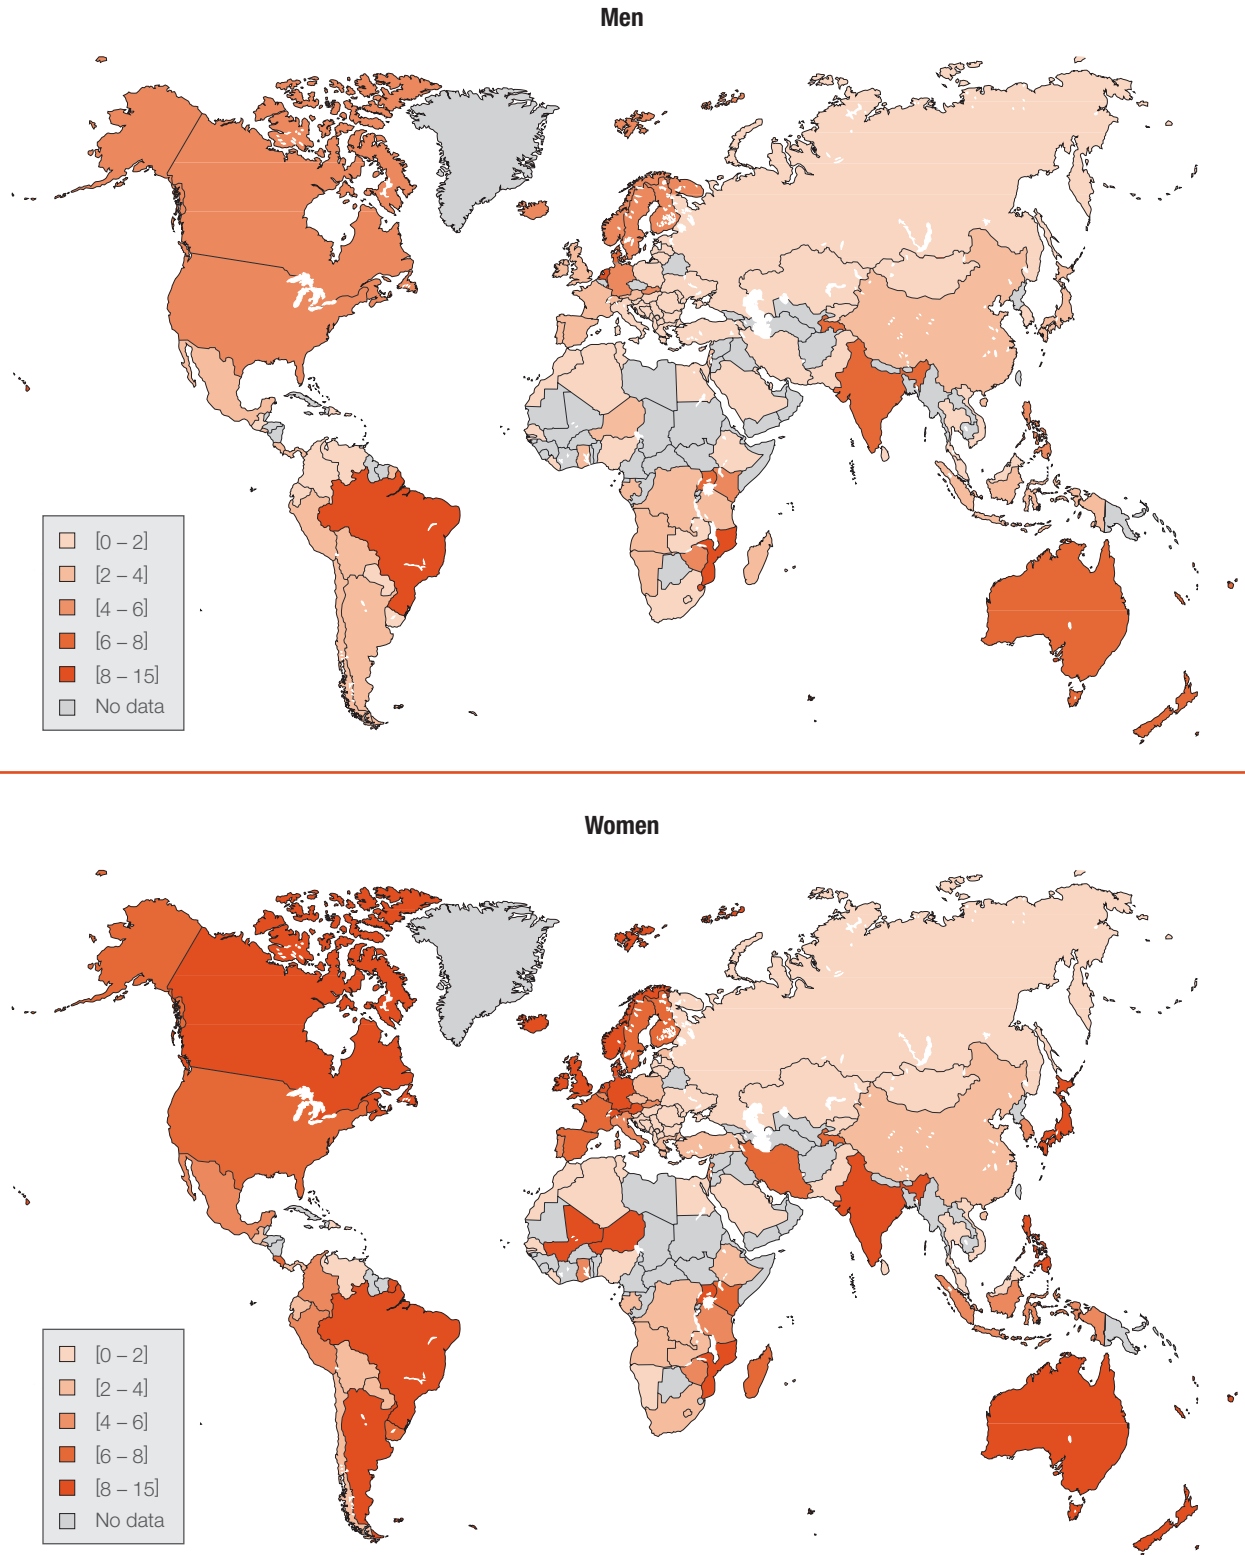 Men
[0 – 2]
[2 – 4]
[4 – 6]
[6 – 8]
[8 – 15]
No data
Women
[0 – 2]
[2 – 4]
[4 – 6]
[6 – 8]
[8 – 15]
No data